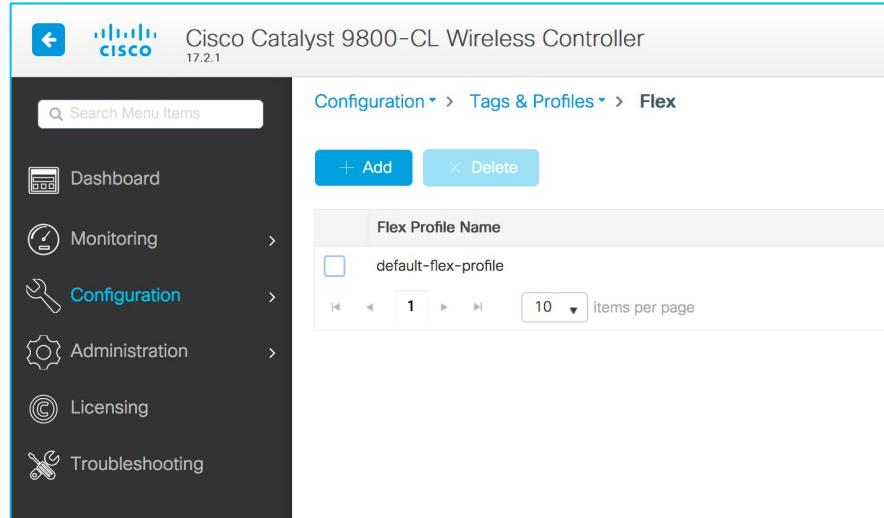 CISCO
Cisco Catalyst 9800-CL Wireless Controller
17.2.1
Search Menu Items
Dashboard
Monitoring
Configuration
Administration
Licensing
Troubleshooting
Configuration > Tags & Profiles > Flex
+ Add
× Delete
Flex Profile Name
default-flex-profile
1 10 items per page